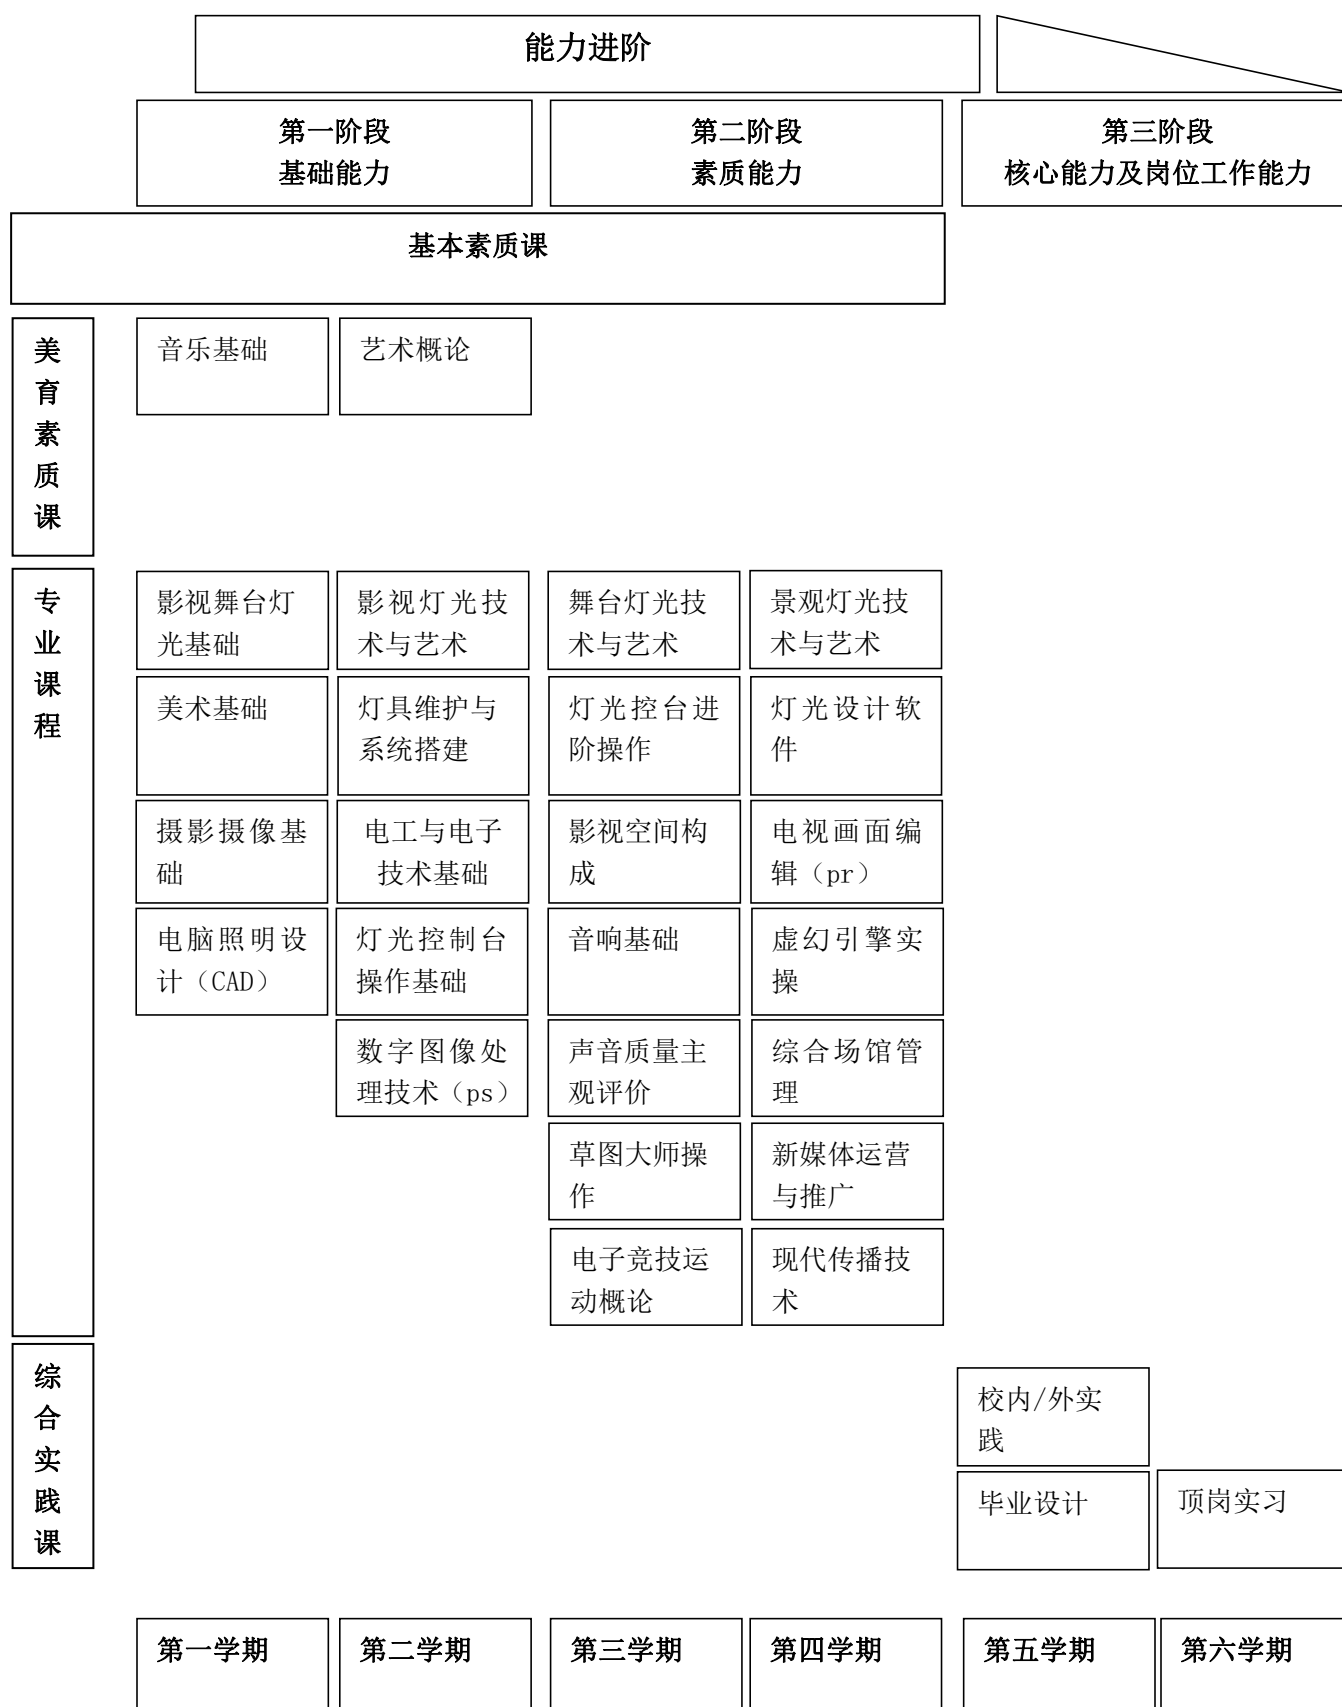 能力进阶
第一阶段
基础能力
第二阶段
素质能力
第三阶段
核心能力及岗位工作能力
基本素质课
美
育
素
质
课
音乐基础
艺术概论
专
业
课
程
影视舞台灯
光基础
影视灯光技
术与艺术
舞台灯光技
术与艺术
景观灯光技
术与艺术
美术基础
灯具维护与
系统搭建
灯光控台进
阶操作
灯光设计软
件
摄影摄像基
础
电工与电子
技术基础
影视空间构
成
电视画面编
辑（pr）
电脑照明设
计（CAD）
灯光控制台
操作基础
音响基础
虚幻引擎实
操
数字图像处
理技术（ps）
声音质量主
观评价
综合场馆管
理
草图大师操
作
新媒体运营
与推广
电子竞技运
动概论
现代传播技
术
综
合
实
践
课
校内/外实
践
毕业设计
顶岗实习
第一学期
第二学期
第三学期
第四学期
第五学期
第六学期